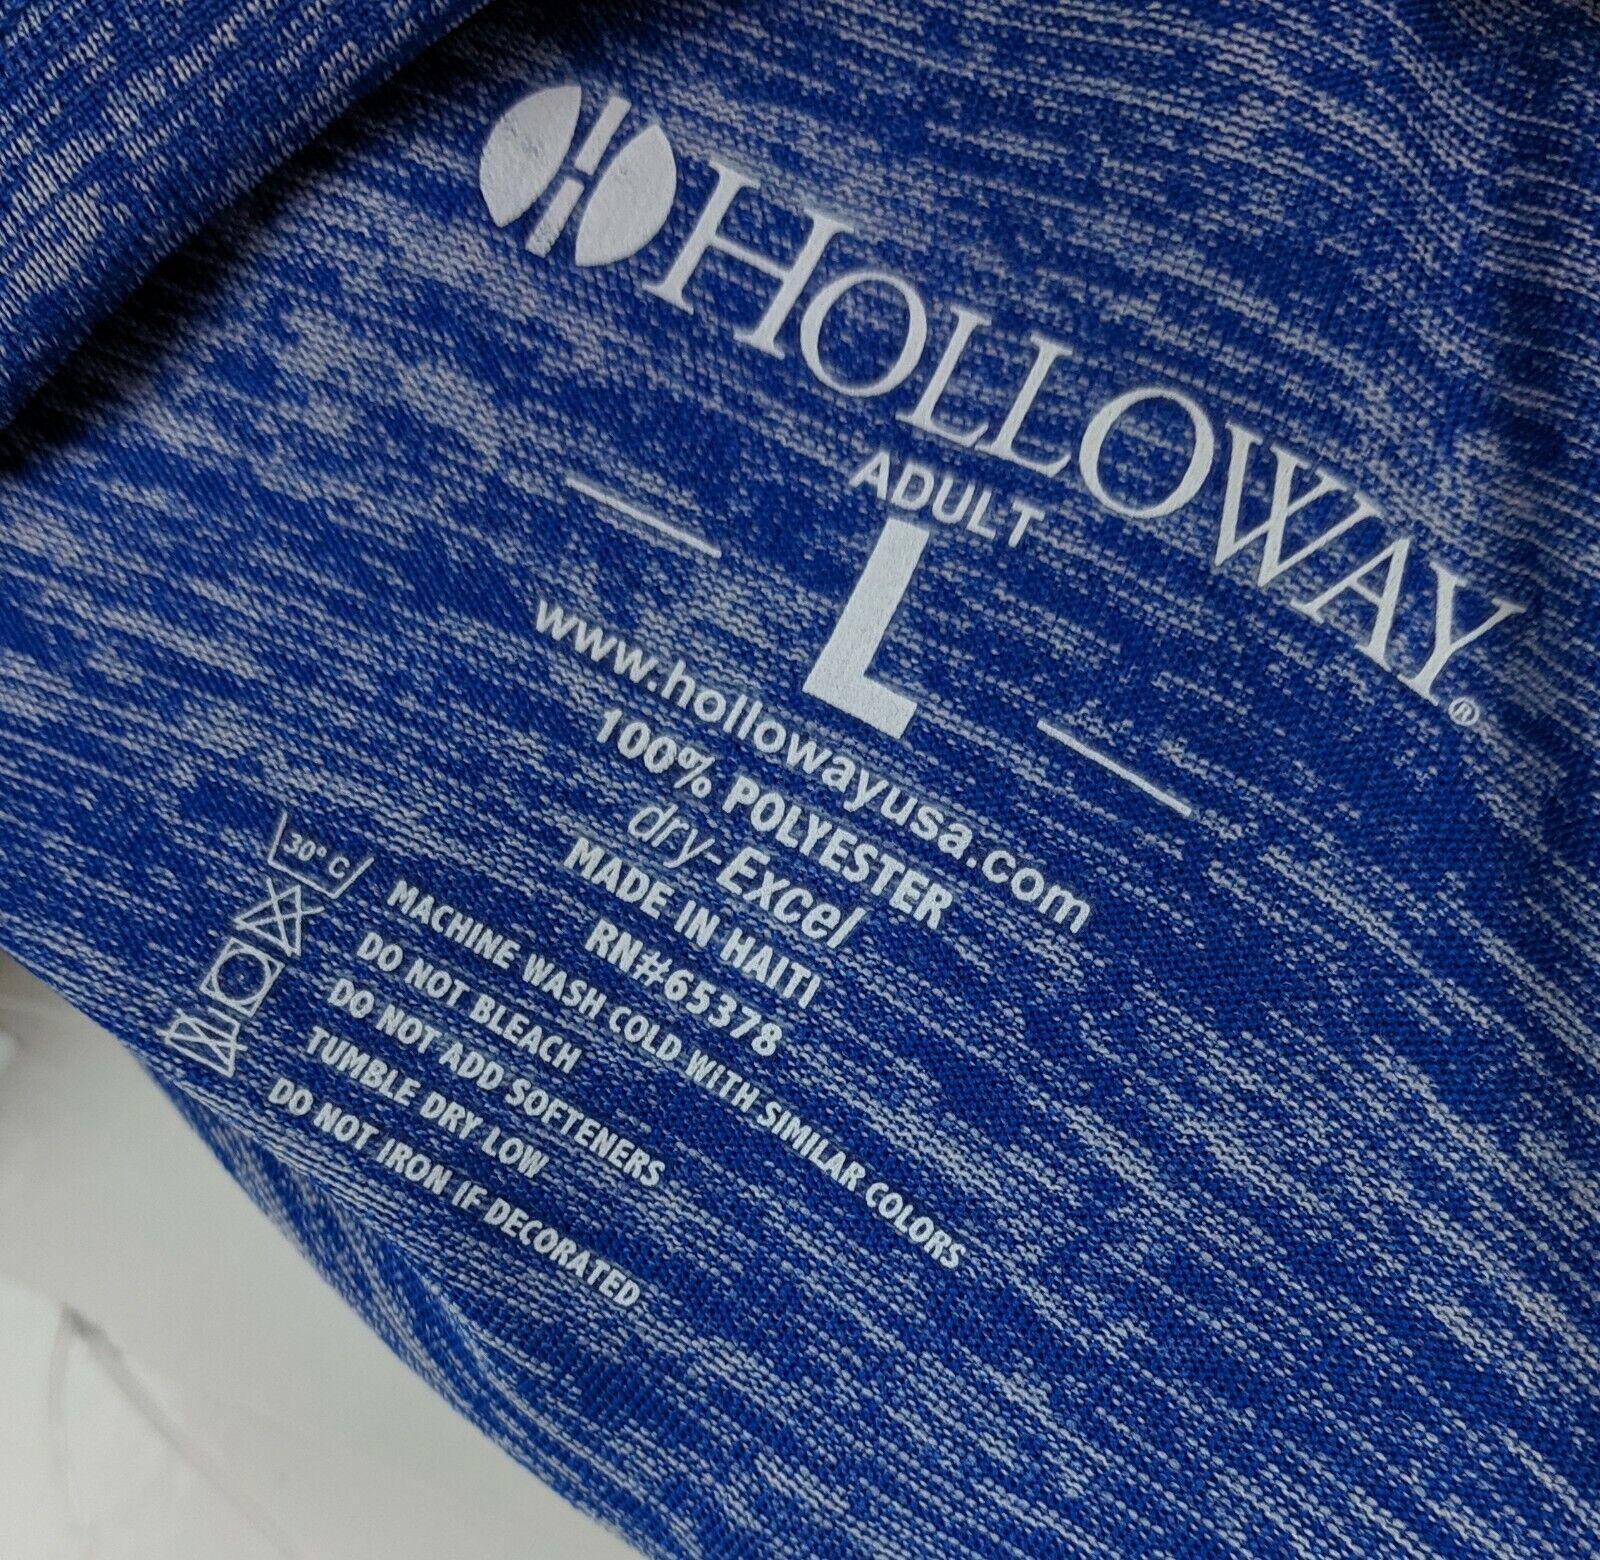 HOLLOWAY®
ADULT
L
www.hollowayusa.com
100% POLYESTER
dry-Excel
MADE IN HAITI
RN#65378
30° C
MACHINE WASH COLD WITH SIMILAR COLORS
DO NOT BLEACH
DO NOT ADD SOFTENERS
TUMBLE DRY LOW
DO NOT IRON IF DECORATED